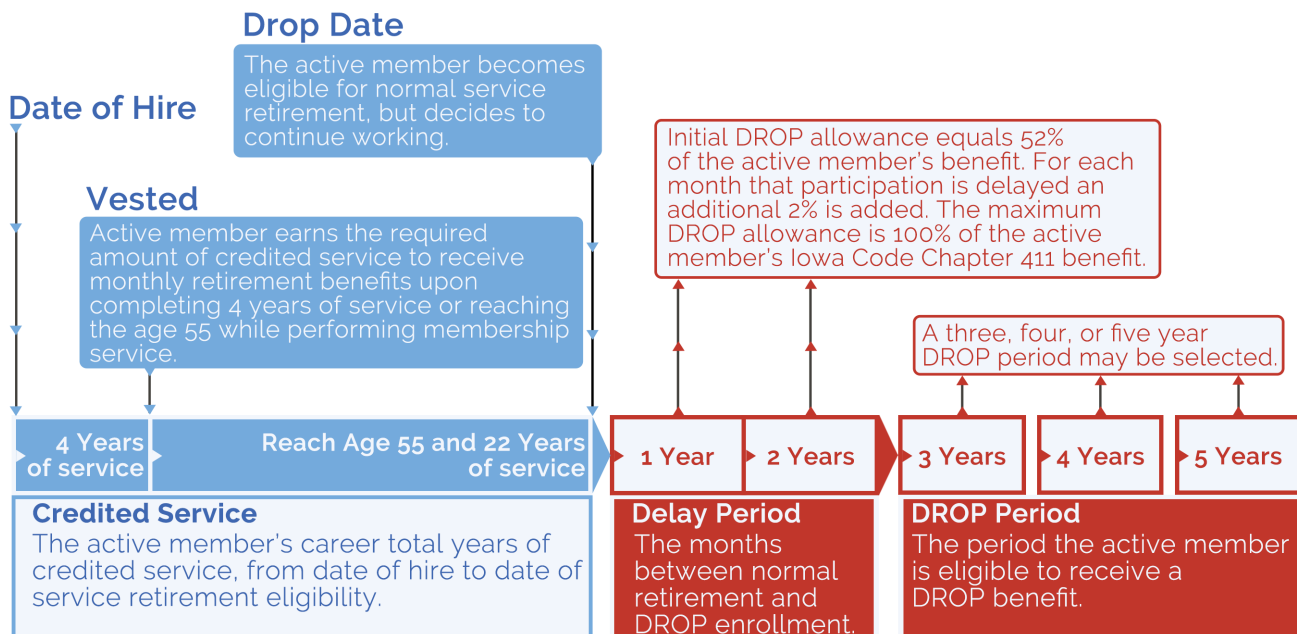 Drop Date
The active member becomes
eligible for normal service
retirement, but decides to
continue working.
Date of Hire
Vested
Active member earns the required
amount of credited service to receive
monthly retirement benefits upon
completing 4 years of service or reaching
the age 55 while performing membership
service.
Initial DROP allowance equals 52%
of the active member's benefit. For each
month that participation is delayed an
additional 2% is added. The maximum
DROP allowance is 100% of the active
member's Iowa Code Chapter 411 benefit.
A three, four, or five year
DROP period may be selected.
4 Years
of service
Reach Age 55 and 22 Years
of service
1 Year
2 Years
3 Years
4 Years
5 Years
Credited Service
The active member's career total years of
credited service, from date of hire to date of
service retirement eligibility.
Delay Period
The months
between normal
retirement and
DROP enrollment.
DROP Period
The period the active member
is eligible to receive a
DROP benefit.